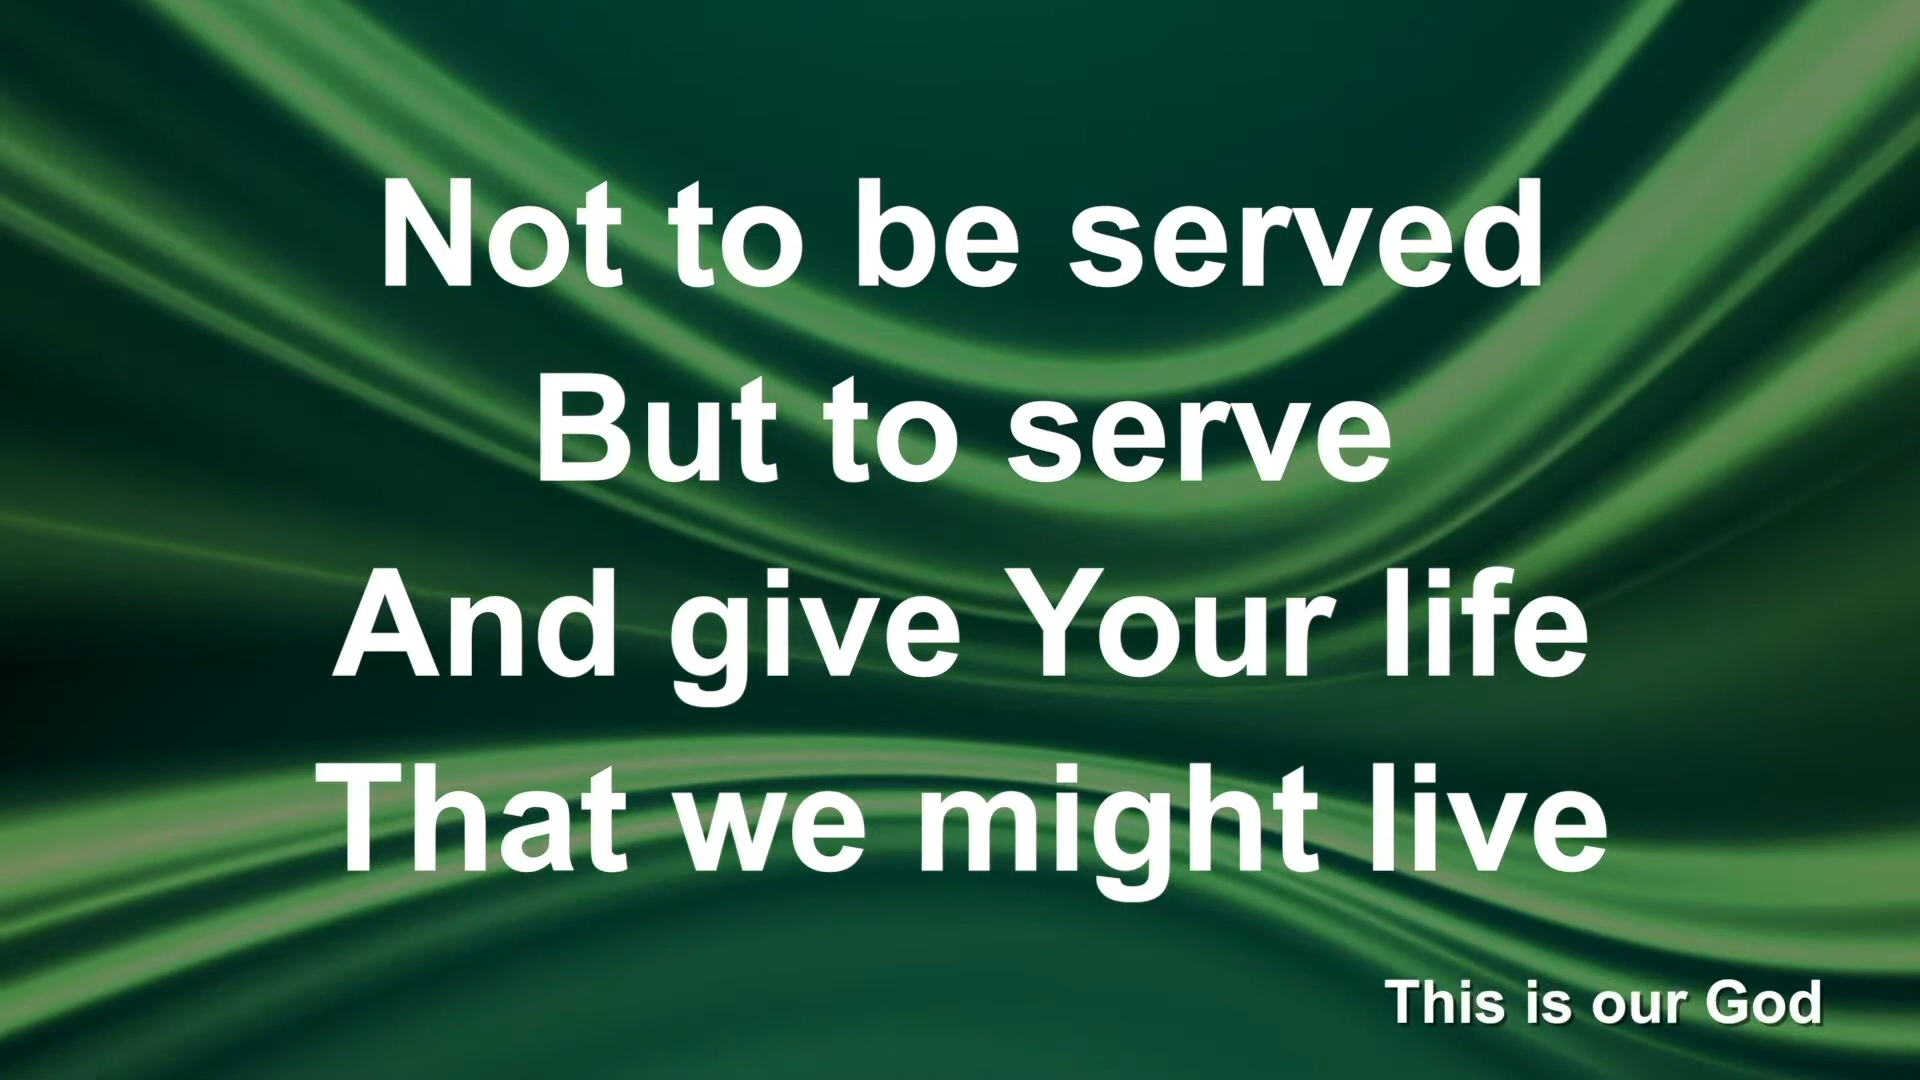 Not to be served
But to serve
And give Your life
That we might live
This is our God